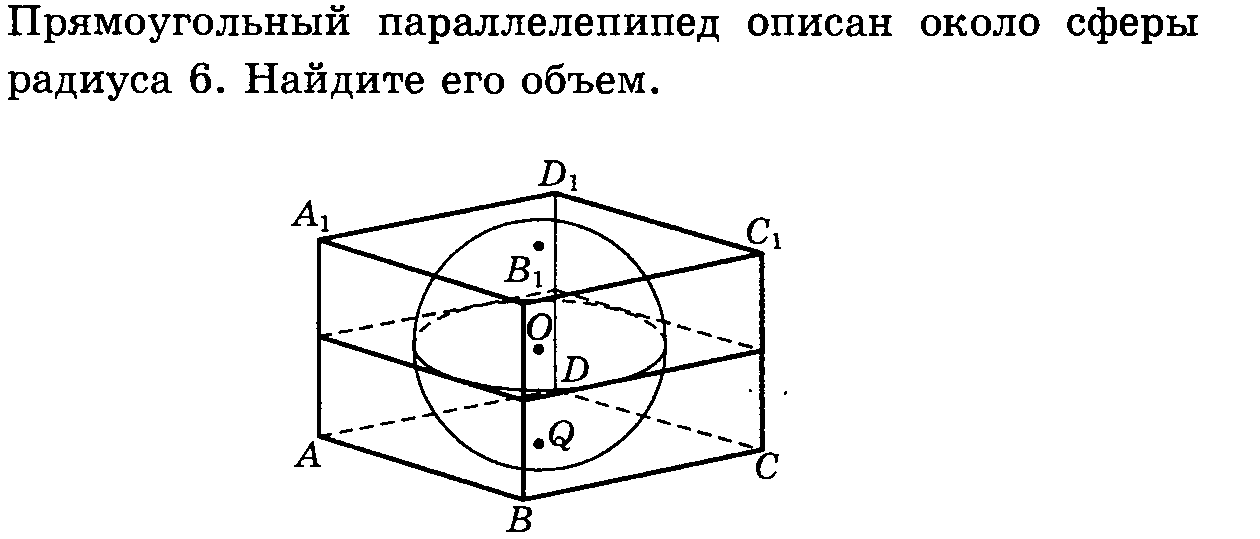 Прямоугольный параллелепипед описан около сферы
радиуса 6. Найдите его объем.
D₁
A₁
C₁
B₁
O
D
Q
A
C
B